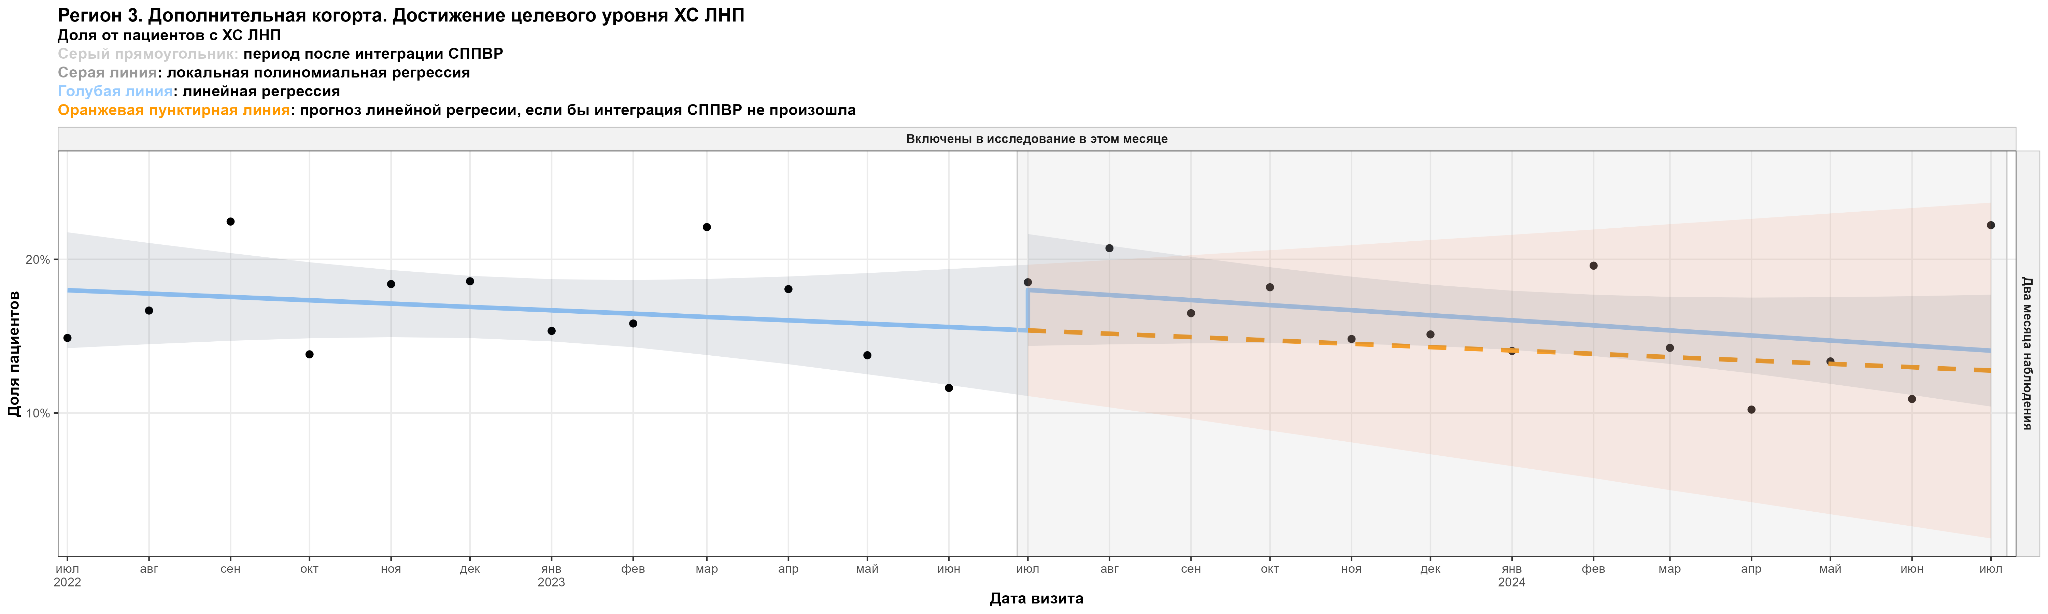 Регион 3. Дополнительная когорта. Достижение целевого уровня ХС ЛНП
Доля от пациентов с ХС ЛНП
Серый прямоугольник: период после интеграции СППВР
Серая линия: локальная полиномиальная регрессия
Голубая линия: линейная регрессия
Оранжевая пунктирная линия: прогноз линейной регресии, если бы интеграция СППВР не произошла
Включены в исследование в этом месяце
Доля пациентов
20%
10%
Два месяца наблюдения
июл авг сен окт ноя дек янв фев мар апр май июн июл авг сен окт ноя дек янв фев мар апр май июн июл
2022 2023 2024
Дата визита